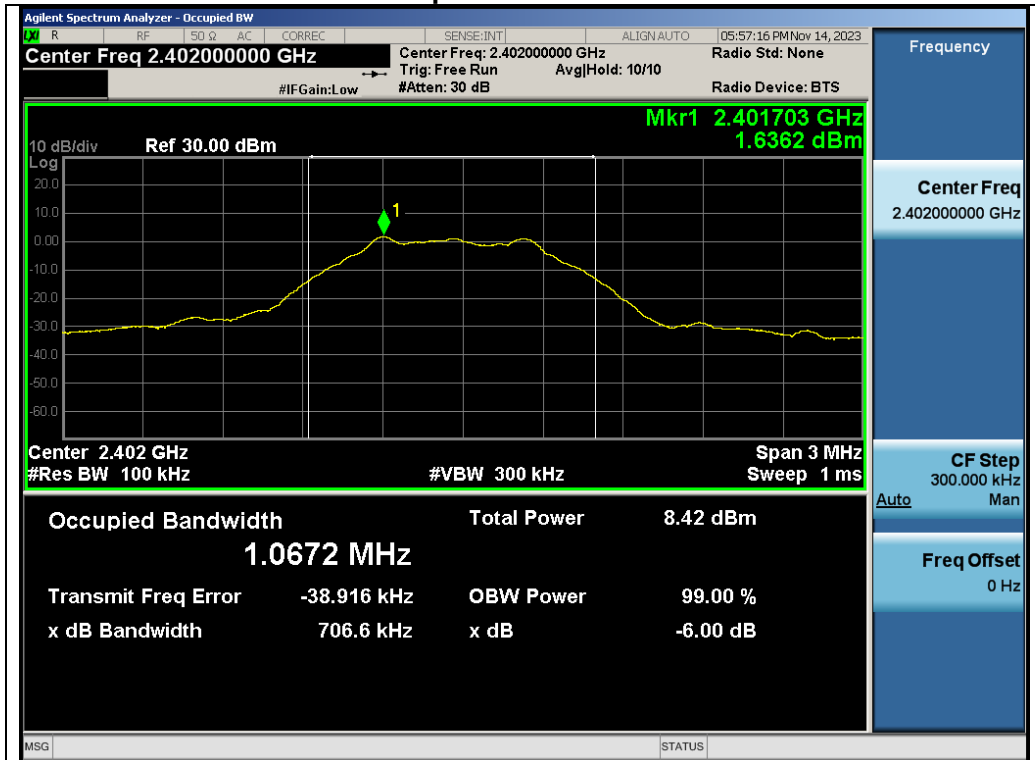 Agilent Spectrum Analyzer - Occupied BW
LXI R RF 50 Ω AC CORREC SENSE:INT ALIGN AUTO 05:57:16 PM Nov 14, 2023
Center Freq 2.402000000 GHz Center Freq: 2.402000000 GHz Radio Std: None
Trig: Free Run Avg|Hold: 10/10
#IFGain:Low #Atten: 30 dB Radio Device: BTS
Mkr1 2.401703 GHz
1.6362 dBm
10 dB/div Ref 30.00 dBm
Log
20.0
10.0
0.00
-10.0
-20.0
-30.0
-40.0
-50.0
-60.0
1
Center 2.402 GHz Span 3 MHz
#Res BW 100 kHz #VBW 300 kHz Sweep 1 ms
Occupied Bandwidth Total Power 8.42 dBm
1.0672 MHz
Transmit Freq Error -38.916 kHz OBW Power 99.00 %
x dB Bandwidth 706.6 kHz x dB -6.00 dB
MSG STATUS
Frequency
Center Freq
2.402000000 GHz
CF Step
300.000 kHz
Auto Man
Freq Offset
0 Hz